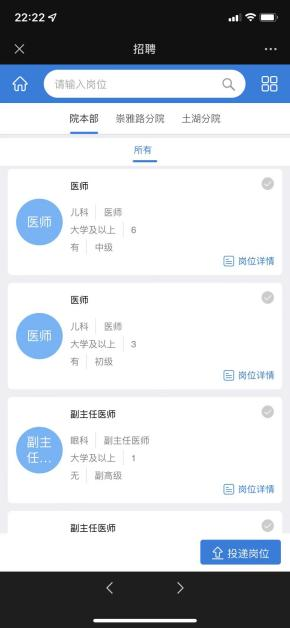 22:22
招聘
请输入岗位
院本部 崇雅路分院 土湖分院
所有
医师
医师
儿科 医师
大学及以上 6
有 中级
岗位详情
医师
医师
儿科 医师
大学及以上 3
有 初级
岗位详情
副主任医师
副主
任...
眼科 副主任医师
大学及以上 1
无 副高级
岗位详情
副主任医师
投递岗位